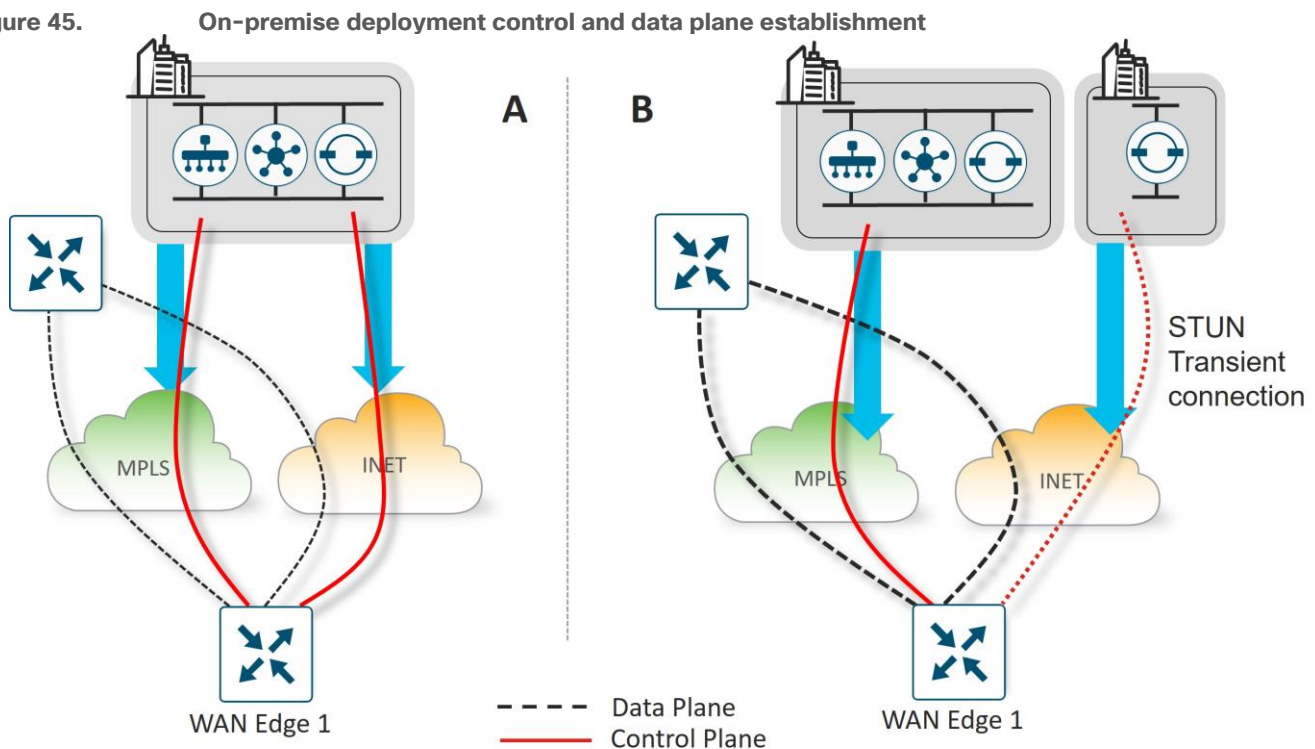 gure 45. On-premise deployment control and data plane establishment
A
B
STUN
Transient
connection
MPLS
INET
MPLS
INET
WAN Edge 1
WAN Edge 1
Data Plane
Control Plane